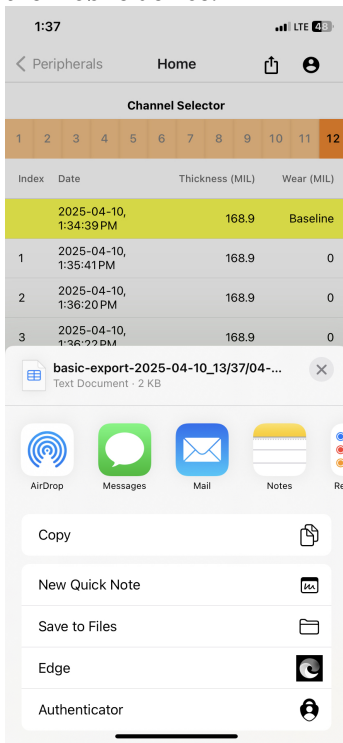 1:37 LTE 48
Peripherals Home
Channel Selector
1 2 3 4 5 6 7 8 9 10 11 12
Index Date Thickness (MIL) Wear (MIL)
2025-04-10,
1:34:39 PM 168.9 Baseline
1 2025-04-10,
1:35:41 PM 168.9 0
2 2025-04-10,
1:36:20 PM 168.9 0
3 2025-04-10,
1:36:22 PM 168.9 0
basic-export-2025-04-10_13/37/04-...
Text Document · 2 KB
AirDrop Messages Mail Notes Re
Copy
New Quick Note
Save to Files
Edge
Authenticator